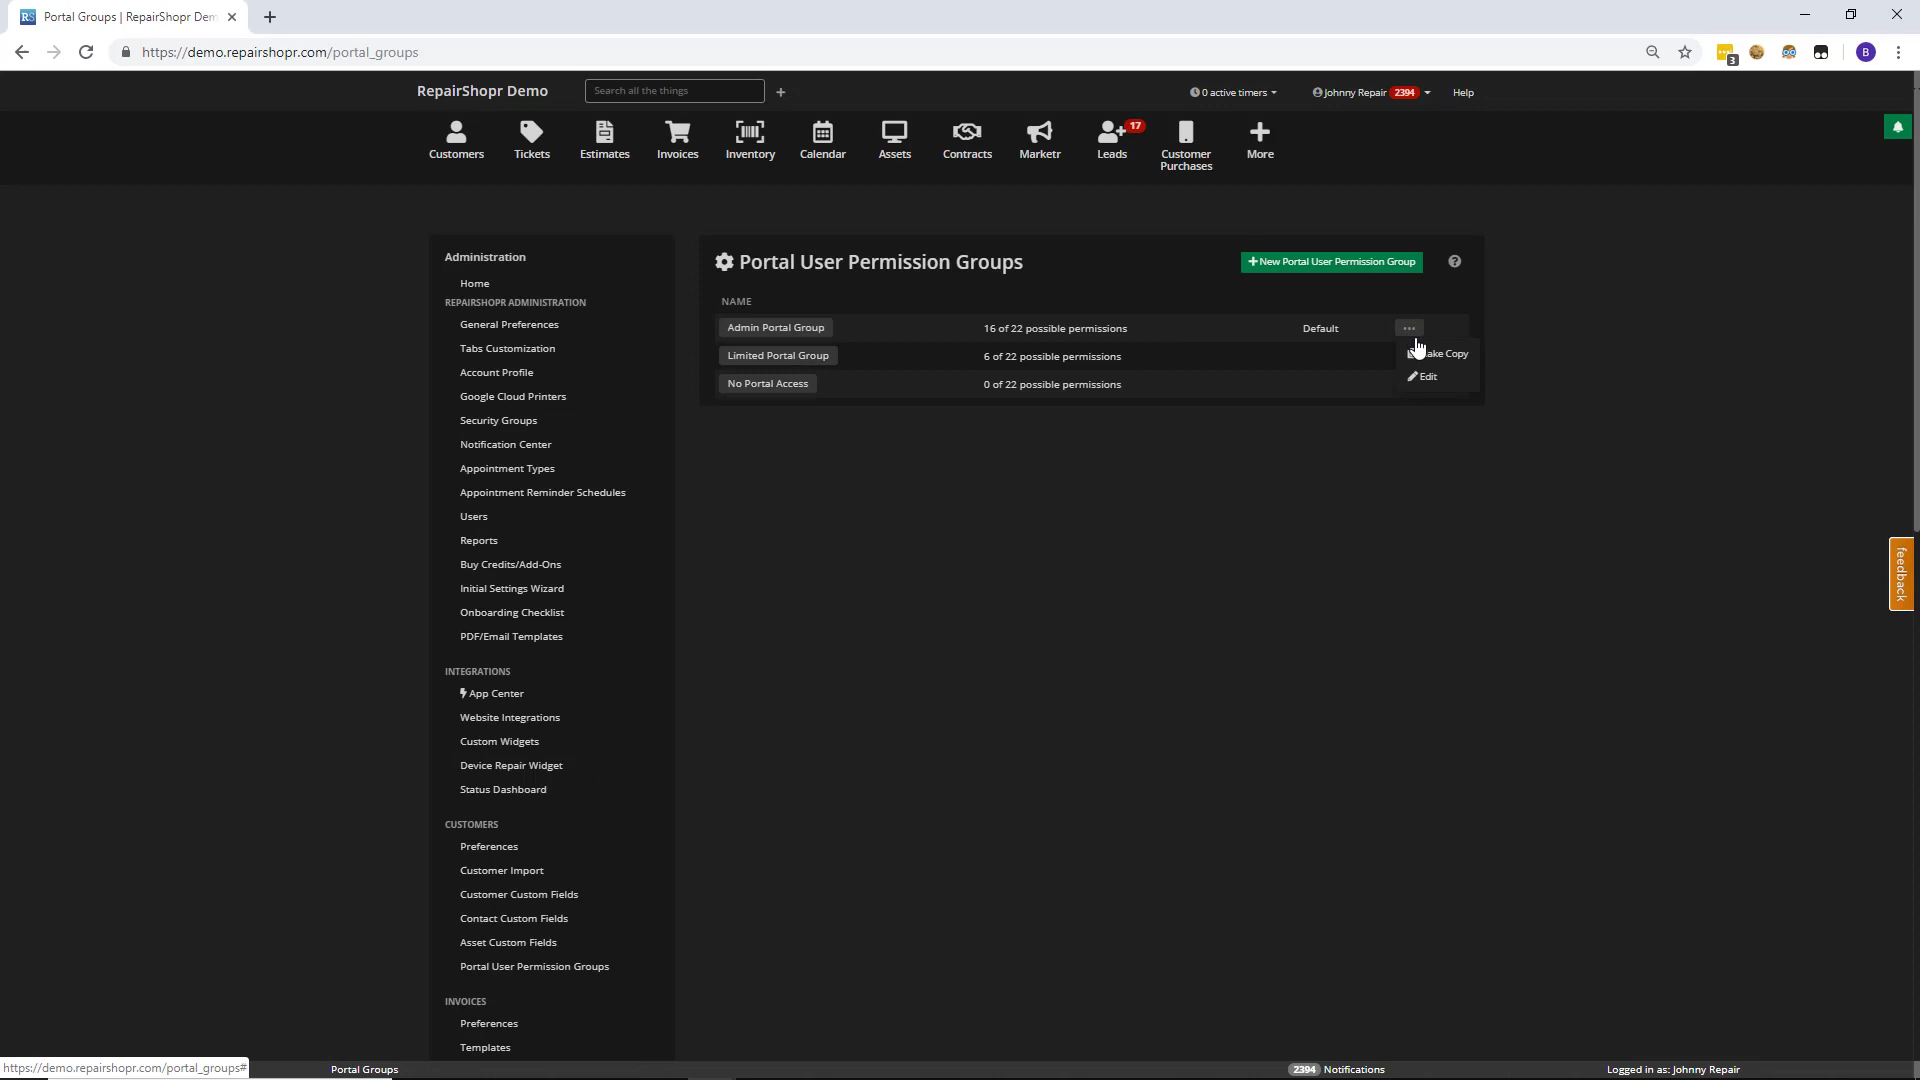 Portal Groups | RepairShopr Dem
https://demo.repairshopr.com/portal_groups
3
B
RepairShopr Demo
Search all the things
0 active timers
Johnny Repair 2394
Help
Customers
Tickets
Estimates
Invoices
Inventory
Calendar
Assets
Contracts
Marketr
Leads
17
Customer
Purchases
More
Administration
Home
REPAIRSHOPR ADMINISTRATION
General Preferences
Tabs Customization
Account Profile
Google Cloud Printers
Security Groups
Notification Center
Appointment Types
Appointment Reminder Schedules
Users
Reports
Buy Credits/Add-Ons
Initial Settings Wizard
Onboarding Checklist
PDF/Email Templates
INTEGRATIONS
App Center
Website Integrations
Custom Widgets
Device Repair Widget
Status Dashboard
CUSTOMERS
Preferences
Customer Import
Customer Custom Fields
Contact Custom Fields
Asset Custom Fields
Portal User Permission Groups
INVOICES
Preferences
Templates
Portal User Permission Groups
+New Portal User Permission Group
NAME
Admin Portal Group 16 of 22 possible permissions Default
Limited Portal Group 6 of 22 possible permissions
No Portal Access 0 of 22 possible permissions
Copy
Edit
feedback
https://demo.repairshopr.com/portal_groups#
Portal Groups
2394 Notifications
Logged in as: Johnny Repair